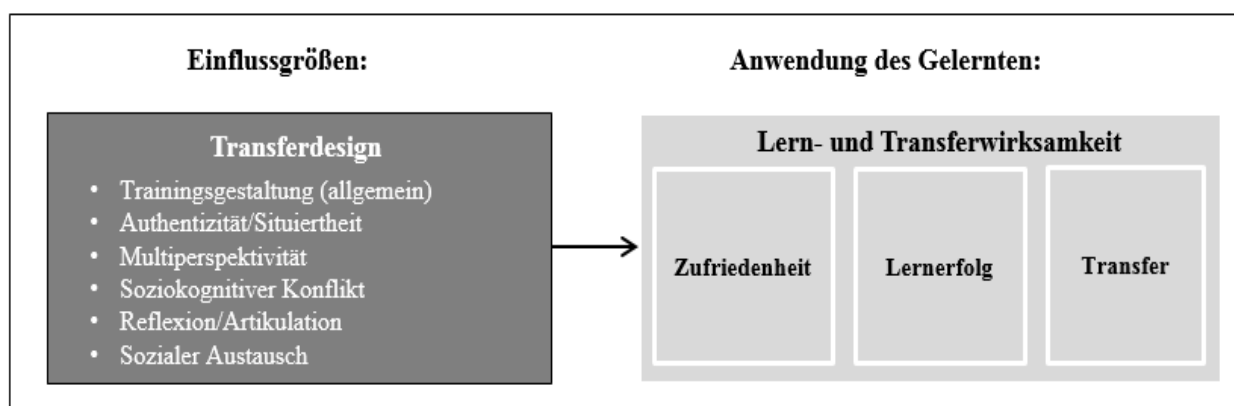 Einflussgrößen:
Anwendung des Gelernten:
Transferdesign
• Trainingsgestaltung (allgemein)
• Authentizität/Situiertheit
• Multiperspektivität
• Soziokognitiver Konflikt
• Reflexion/Artikulation
• Sozialer Austausch
Lern- und Transferwirksamkeit
Zufriedenheit
Lernerfolg
Transfer